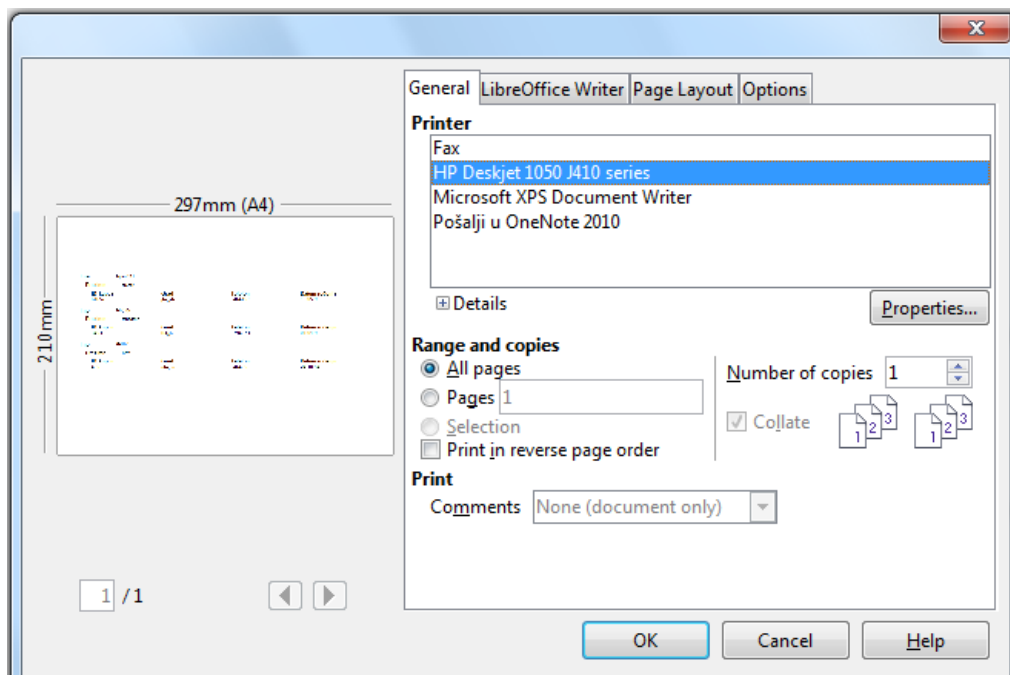 General LibreOffice Writer Page Layout Options
Printer
Fax
HP Deskjet 1050 J410 series
Microsoft XPS Document Writer
Pošalji u OneNote 2010
Details
Properties...
Range and copies
All pages
Pages 1
Selection
Print in reverse page order
Number of copies 1
Collate
1 2 3 1 2 3
Print
Comments None (document only)
297mm (A4)
210mm
1 / 1
OK Cancel Help